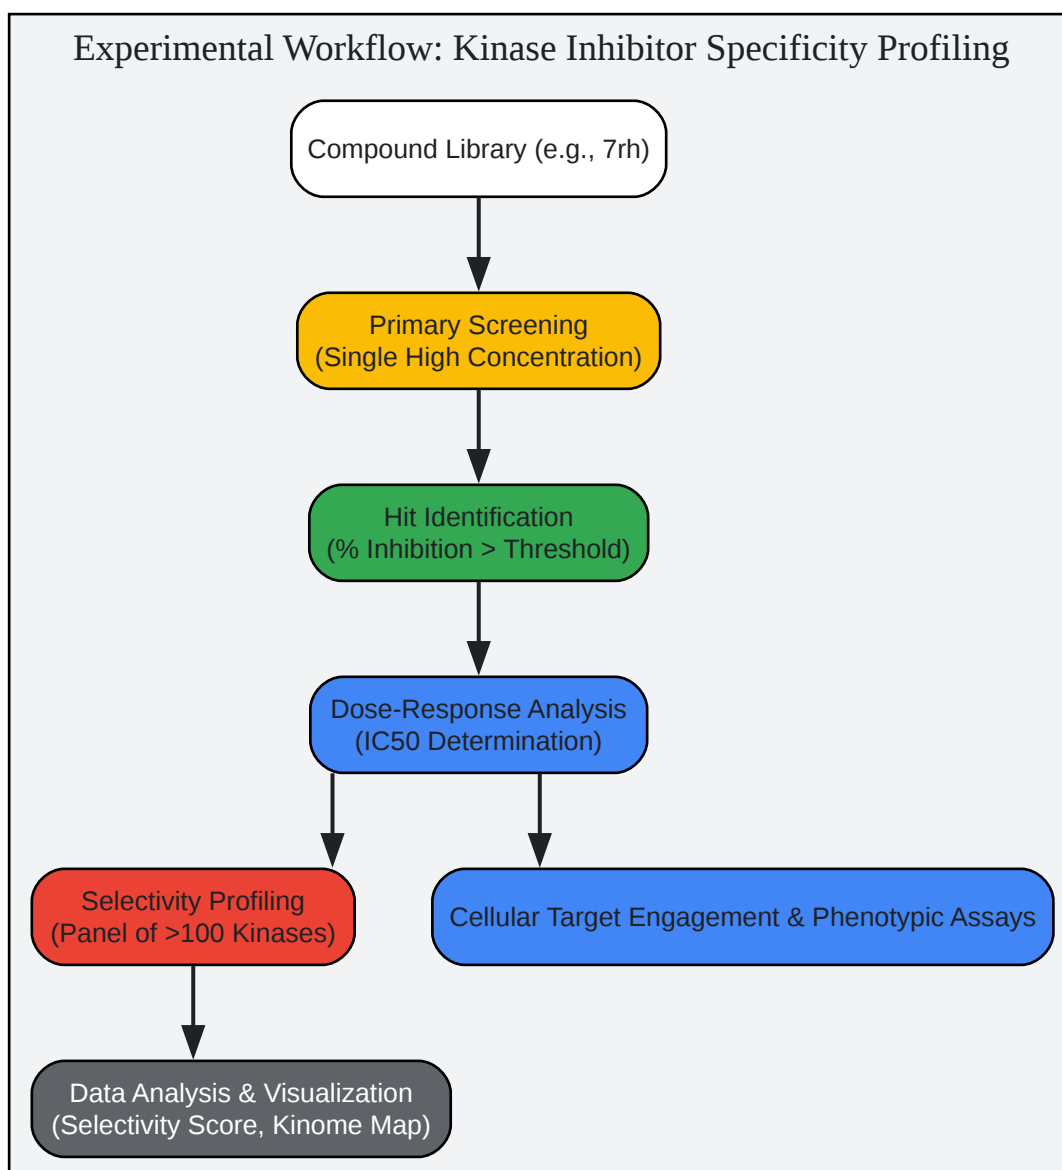 Experimental Workflow: Kinase Inhibitor Specificity Profiling
Compound Library (e.g., 7rh)
Primary Screening
(Single High Concentration)
Hit Identification
(% Inhibition > Threshold)
Dose-Response Analysis
(IC50 Determination)
Selectivity Profiling
(Panel of >100 Kinases)
Cellular Target Engagement & Phenotypic Assays
Data Analysis & Visualization
(Selectivity Score, Kinome Map)